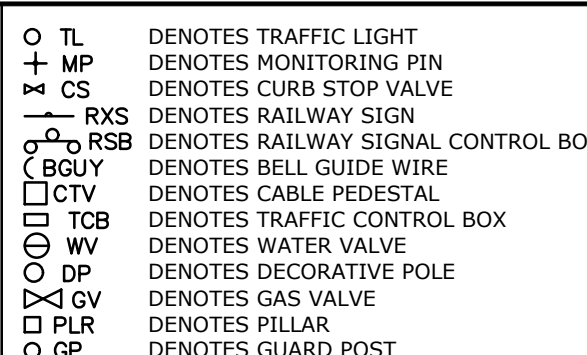 TL DENOTES TRAFFIC LIGHT
MP DENOTES MONITORING PIN
CS DENOTES CURB STOP VALVE
RXS DENOTES RAILWAY SIGN
RSB DENOTES RAILWAY SIGNAL CONTROL BO
BGUY DENOTES BELL GUIDE WIRE
CTV DENOTES CABLE PEDESTAL
TCB DENOTES TRAFFIC CONTROL BOX
WV DENOTES WATER VALVE
DP DENOTES DECORATIVE POLE
GV DENOTES GAS VALVE
PLR DENOTES PILLAR
GP DENOTES GUARD POST